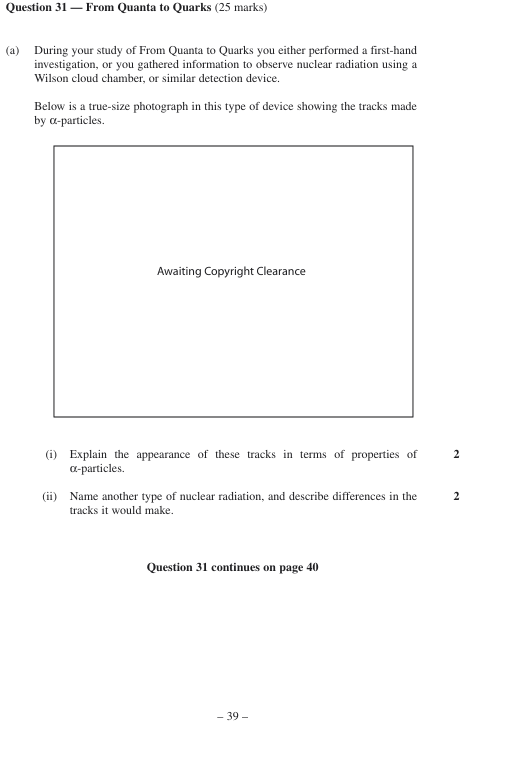 Question 31 — From Quanta to Quarks (25 marks)
(a) During your study of From Quanta to Quarks you either performed a first-hand
investigation, or you gathered information to observe nuclear radiation using a
Wilson cloud chamber, or similar detection device.
Below is a true-size photograph in this type of device showing the tracks made
by α-particles.
Awaiting Copyright Clearance
(i) Explain the appearance of these tracks in terms of properties of 2
α-particles.
(ii) Name another type of nuclear radiation, and describe differences in the 2
tracks it would make.
Question 31 continues on page 40
– 39 –